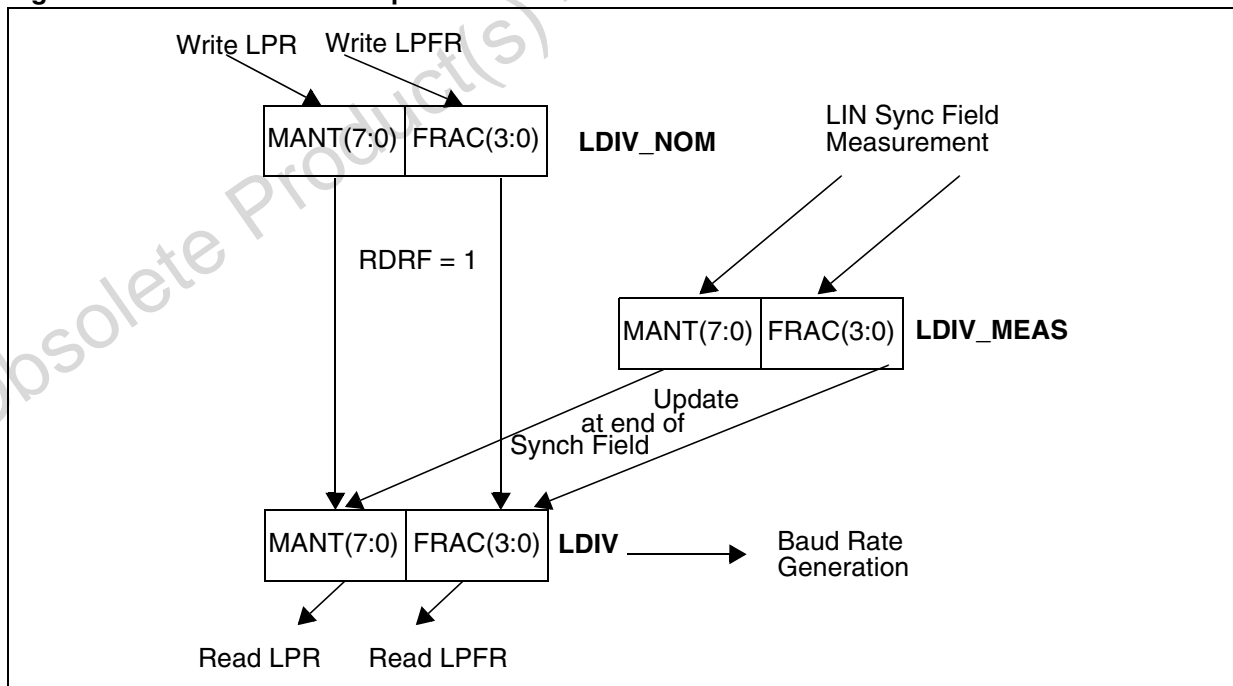 Write LPR Write LPFR
MANT(7:0) FRAC(3:0) LDIV_NOM
LIN Sync Field
Measurement
RDRF = 1
MANT(7:0) FRAC(3:0) LDIV_MEAS
Update
at end of
Synch Field
MANT(7:0) FRAC(3:0) LDIV
Baud Rate
Generation
Read LPR Read LPFR
Obsolete Product(s)